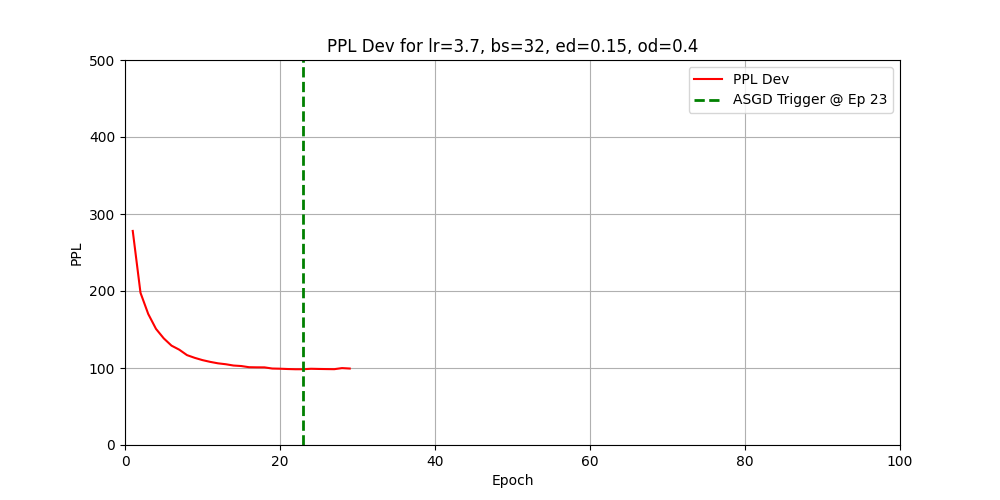 PPL Dev for lr=3.7, bs=32, ed=0.15, od=0.4
PPL Dev
ASGD Trigger @ Ep 23
500
400
300
200
100
0
PPL
0 20 40 60 80 100
Epoch